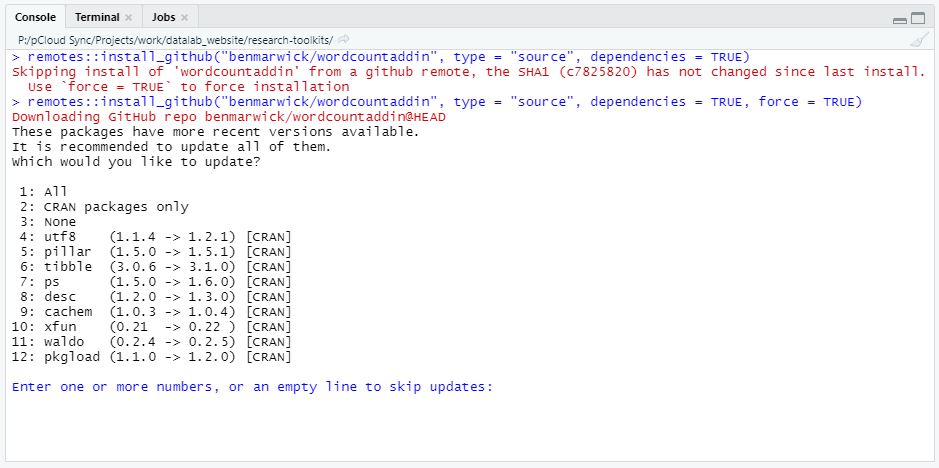 Console Terminal × Jobs ×
P:/pCloud Sync/Projects/work/datalab_website/research-toolkits/
> remotes::install_github("benmarwick/wordcountaddin", type = "source", dependencies = TRUE)
Skipping install of 'wordcountaddin' from a github remote, the SHA1 (c7825820) has not changed since last install.
  Use `force = TRUE` to force installation
> remotes::install_github("benmarwick/wordcountaddin", type = "source", dependencies = TRUE, force = TRUE)
Downloading GitHub repo benmarwick/wordcountaddin@HEAD
These packages have more recent versions available.
It is recommended to update all of them.
Which would you like to update?

 1: All
 2: CRAN packages only
 3: None
 4: utf8    (1.1.4 -> 1.2.1) [CRAN]
 5: pillar  (1.5.0 -> 1.5.1) [CRAN]
 6: tibble  (3.0.6 -> 3.1.0) [CRAN]
 7: ps      (1.5.0 -> 1.6.0) [CRAN]
 8: desc    (1.2.0 -> 1.3.0) [CRAN]
 9: cachem  (1.0.3 -> 1.0.4) [CRAN]
10: xfun    (0.21  -> 0.22 ) [CRAN]
11: waldo   (0.2.4 -> 0.2.5) [CRAN]
12: pkgload (1.1.0 -> 1.2.0) [CRAN]

Enter one or more numbers, or an empty line to skip updates: